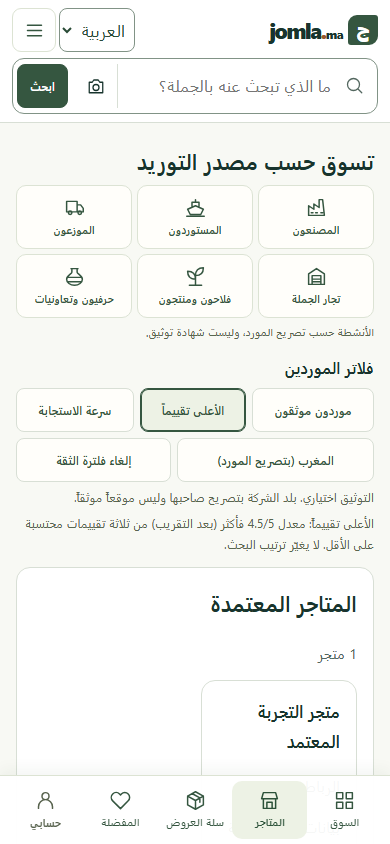 ج jomla.ma
العربية
ما الذي تبحث عنه بالجملة؟
ابحث
تسوق حسب مصدر التوريد
المصنعون
المستوردون
الموزعون
تجار الجملة
فلاحون ومنتجون
حرفيون وتعاونيات
الأنشطة حسب تصريح المورد، وليست شهادة توثيق.
فلاتر الموردين
موردون موثقون
الأعلى تقييماً
سرعة الاستجابة
المغرب (بتصريح المورد)
إلغاء فلترة الثقة
التوثيق اختياري. بلد الشركة بتصريح صاحبها وليس موقعاً موثقاً.
الأعلى تقييماً: معدل 4.5/5 فأكثر (بعد التقريب) من ثلاثة تقييمات محتسبة
على الأقل. لا يغيّر ترتيب البحث.
المتاجر المعتمدة
1 متجر
متجر التجربة
المعتمد
السوق
المتاجر
سلة العروض
المفضلة
حسابي